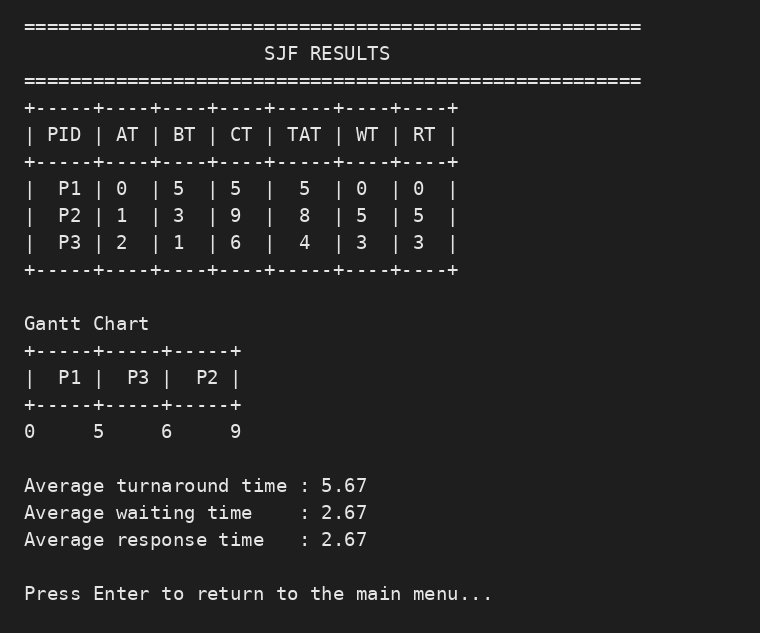 ======================================================
                     SJF RESULTS
======================================================
+-----+----+----+----+-----+----+----+
| PID | AT | BT | CT | TAT | WT | RT |
+-----+----+----+----+-----+----+----+
|  P1 | 0  | 5  | 5  |  5  | 0  | 0  |
|  P2 | 1  | 3  | 9  |  8  | 5  | 5  |
|  P3 | 2  | 1  | 6  |  4  | 3  | 3  |
+-----+----+----+----+-----+----+----+

Gantt Chart
+-----+-----+-----+
|  P1 |  P3 |  P2 |
+-----+-----+-----+
0     5     6     9

Average turnaround time : 5.67
Average waiting time    : 2.67
Average response time   : 2.67

Press Enter to return to the main menu...